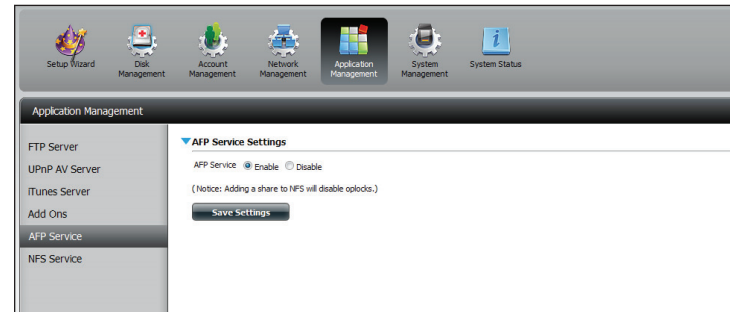 Setup Wizard
Disk
Management
Account
Management
Network
Management
Application
Management
System
Management
System Status
Application Management
FTP Server
UPnP AV Server
iTunes Server
Add Ons
AFP Service
NFS Service
AFP Service Settings
AFP Service Enable Disable
(Notice: Adding a share to NFS will disable oplocks.)
Save Settings